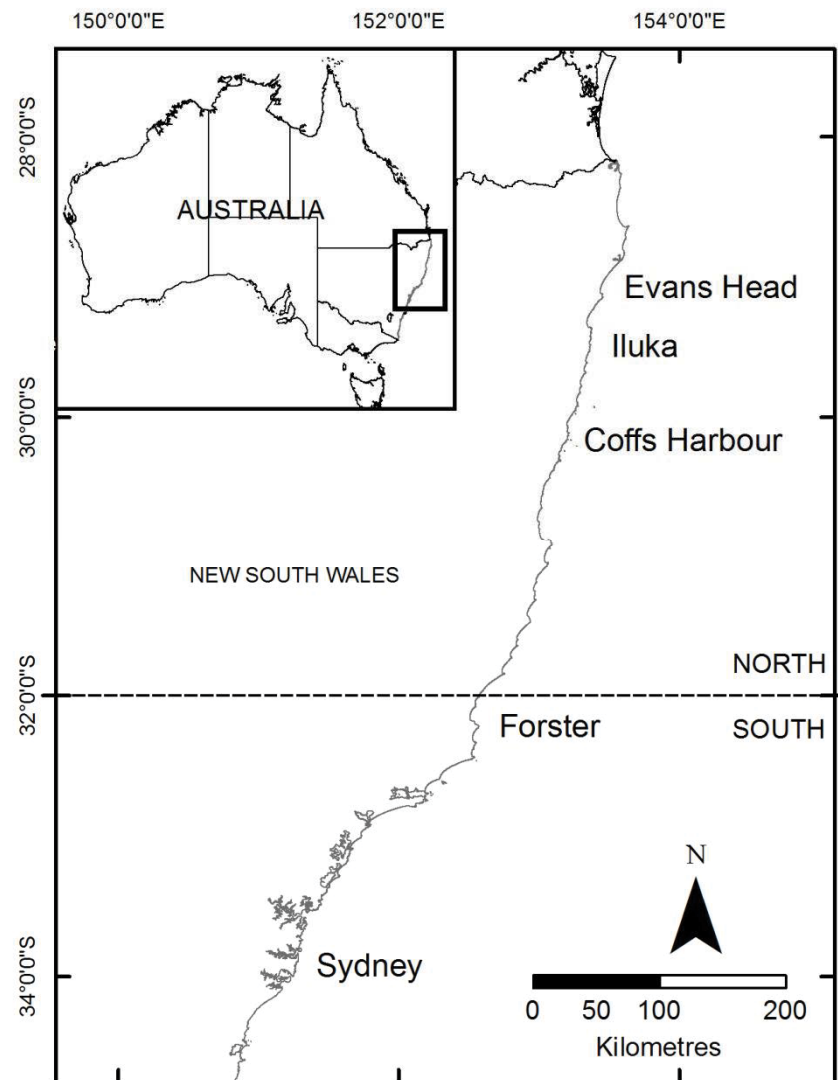 150°0'0"E
152°0'0"E
154°0'0"E
28°0'0"S
AUSTRALIA
Evans Head
Iluka
30°0'0"S
Coffs Harbour
NEW SOUTH WALES
NORTH
32°0'0"S
Forster
SOUTH
N
Sydney
34°0'0"S
0 50 100 200
Kilometres